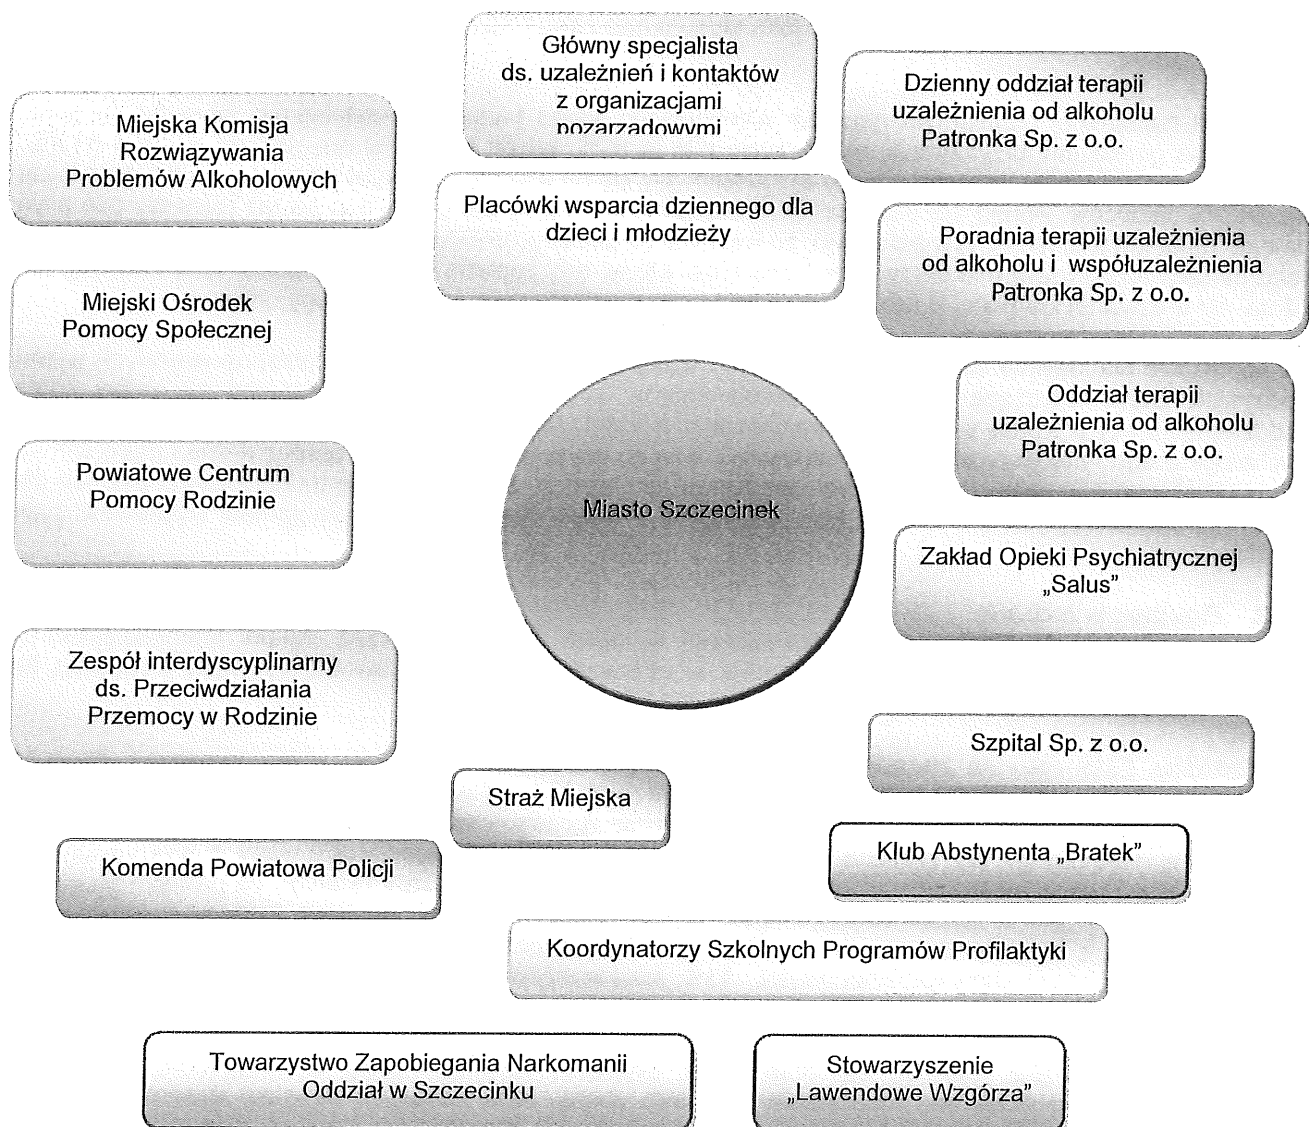 Główny specjalista
ds. uzależnień i kontaktów
z organizacjami
pozarządowymi
Dzienny oddział terapii
uzależnienia od alkoholu
Patronka Sp. z o.o.
Miejska Komisja
Rozwiązywania
Problemów Alkoholowych
Placówki wsparcia dziennego dla
dzieci i młodzieży
Poradnia terapii uzależnienia
od alkoholu i współuzależnienia
Patronka Sp. z o.o.
Miejski Ośrodek
Pomocy Społecznej
Oddział terapii
uzależnienia od alkoholu
Patronka Sp. z o.o.
Powiatowe Centrum
Pomocy Rodzinie
Miasto Szczecinek
Zakład Opieki Psychiatrycznej
„Salus”
Zespół interdyscyplinarny
ds. Przeciwdziałania
Przemocy w Rodzinie
Szpital Sp. z o.o.
Straż Miejska
Klub Abstynenta „Bratek”
Komenda Powiatowa Policji
Koordynatorzy Szkolnych Programów Profilaktyki
Towarzystwo Zapobiegania Narkomanii
Oddział w Szczecinku
Stowarzyszenie
„Lawendowe Wzgórza”